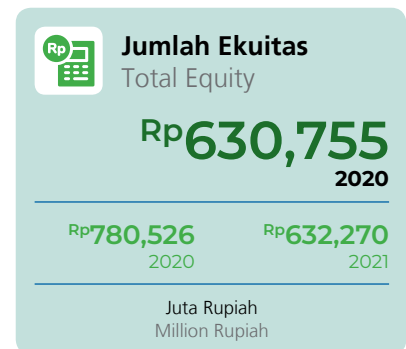 Rp
Jumlah Ekuitas
Total Equity
Rp630,755
2020
Rp780,526 Rp632,270
2020 2021
Juta Rupiah
Million Rupiah